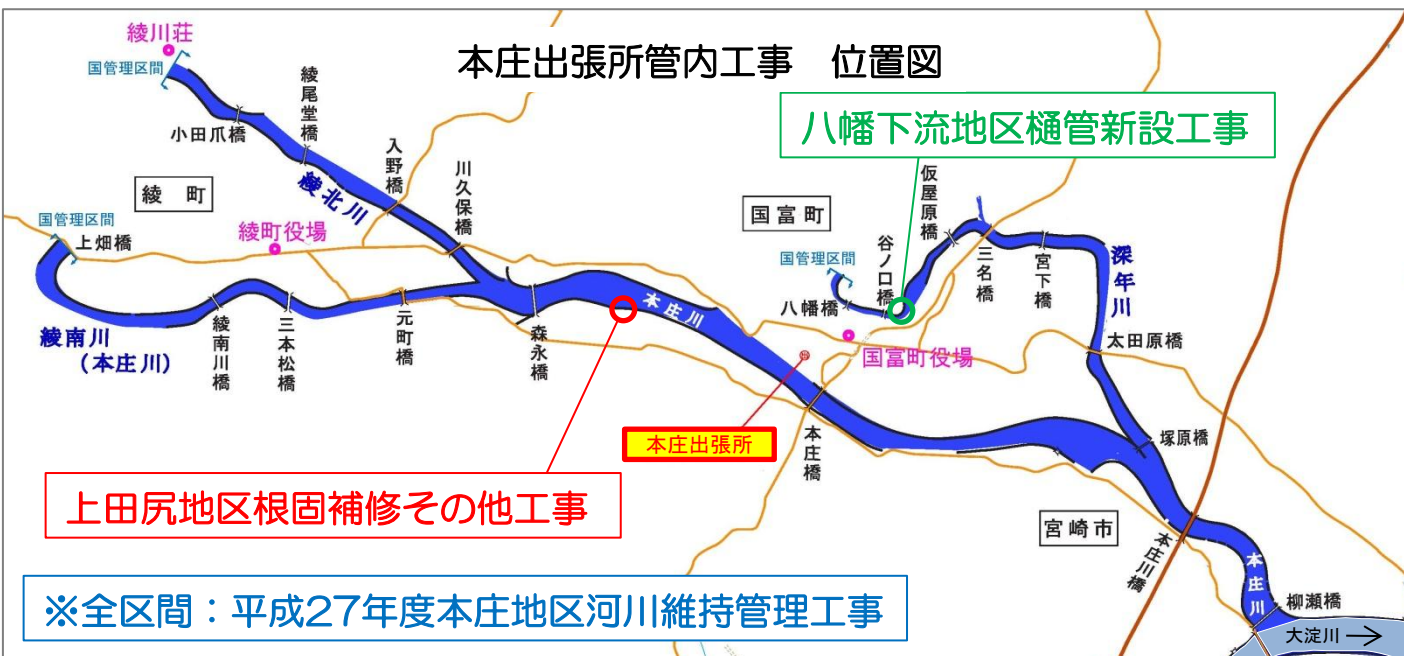 本庄出張所管内工事 位置図
綾川荘
国管理区間
小田爪橋
綾尾堂橋
入野橋
川久保橋
綾北川
綾町
綾町役場
国管理区間
上畑橋
綾南川
(本庄川)
綾南川橋
三本松橋
元町橋
森永橋
本庄川
八幡下流地区樋管新設工事
国富町
国管理区間
八幡橋
谷ノ口橋
仮屋原橋
三名橋
宮下橋
深年川
太田原橋
国富町役場
本庄出張所
本庄橋
塚原橋
宮崎市
本庄川橋
本庄川
柳瀬橋
大淀川
上田尻地区根固補修その他工事
※全区間:平成27年度本庄地区河川維持管理工事